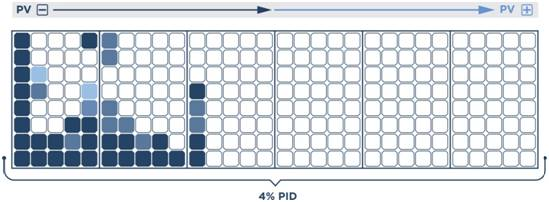 PV −
PV +
4% PID